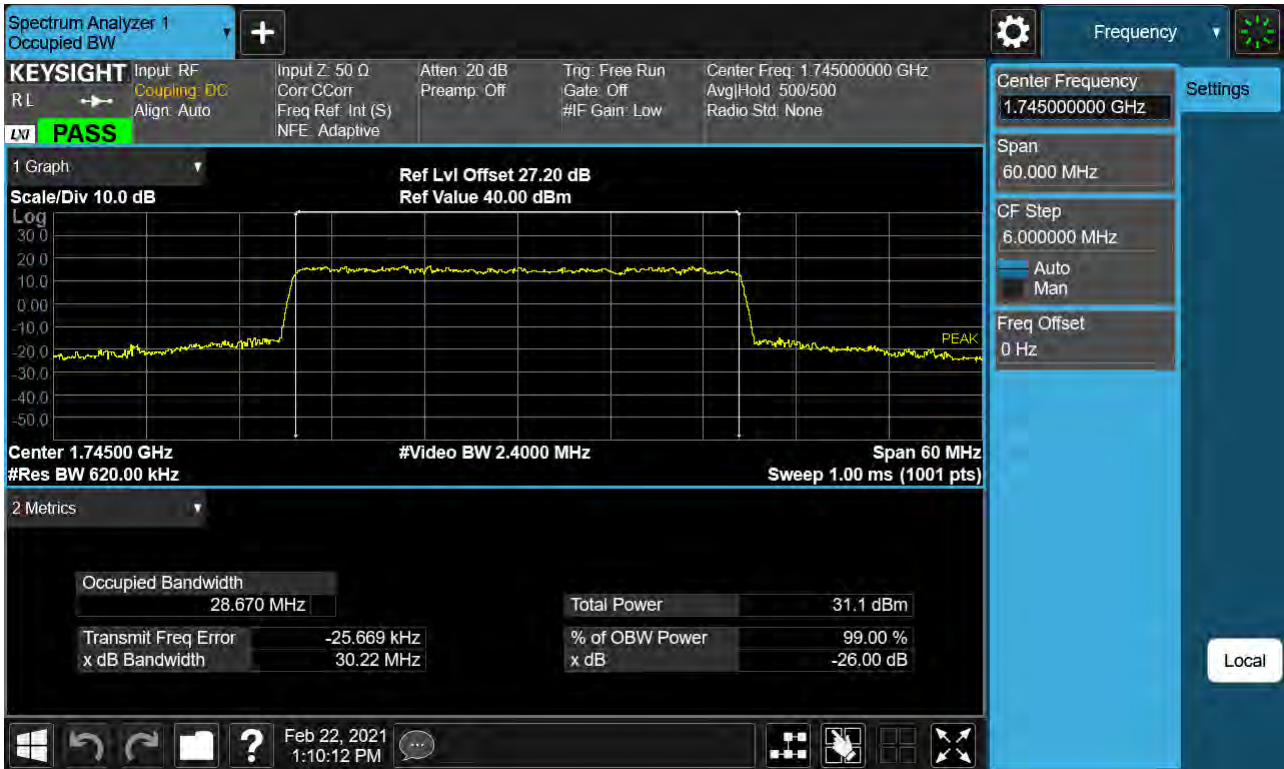 Spectrum Analyzer 1
Occupied BW
+
Frequency
KEYSIGHT
R L
LXI
PASS
Input: RF
Coupling: DC
Align: Auto
Input Z: 50 Ω
Corr CCorr
Freq Ref: Int (S)
NFE: Adaptive
Atten: 20 dB
Preamp: Off
Trig: Free Run
Gate: Off
#IF Gain: Low
Center Freq: 1.745000000 GHz
Avg|Hold: 500/500
Radio Std: None
Center Frequency
1.745000000 GHz
Settings
Span
60.000 MHz
CF Step
6.000000 MHz
Auto
Man
Freq Offset
0 Hz
Local
1 Graph
Scale/Div 10.0 dB
Ref Lvl Offset 27.20 dB
Ref Value 40.00 dBm
Log
30.0
20.0
10.0
0.00
-10.0
-20.0
-30.0
-40.0
-50.0
PEAK
Center 1.74500 GHz
#Video BW 2.4000 MHz
Span 60 MHz
#Res BW 620.00 kHz
Sweep 1.00 ms (1001 pts)
2 Metrics
Occupied Bandwidth
28.670 MHz
Total Power 31.1 dBm
Transmit Freq Error -25.669 kHz
% of OBW Power 99.00 %
x dB Bandwidth 30.22 MHz
x dB -26.00 dB
?
Feb 22, 2021
1:10:12 PM